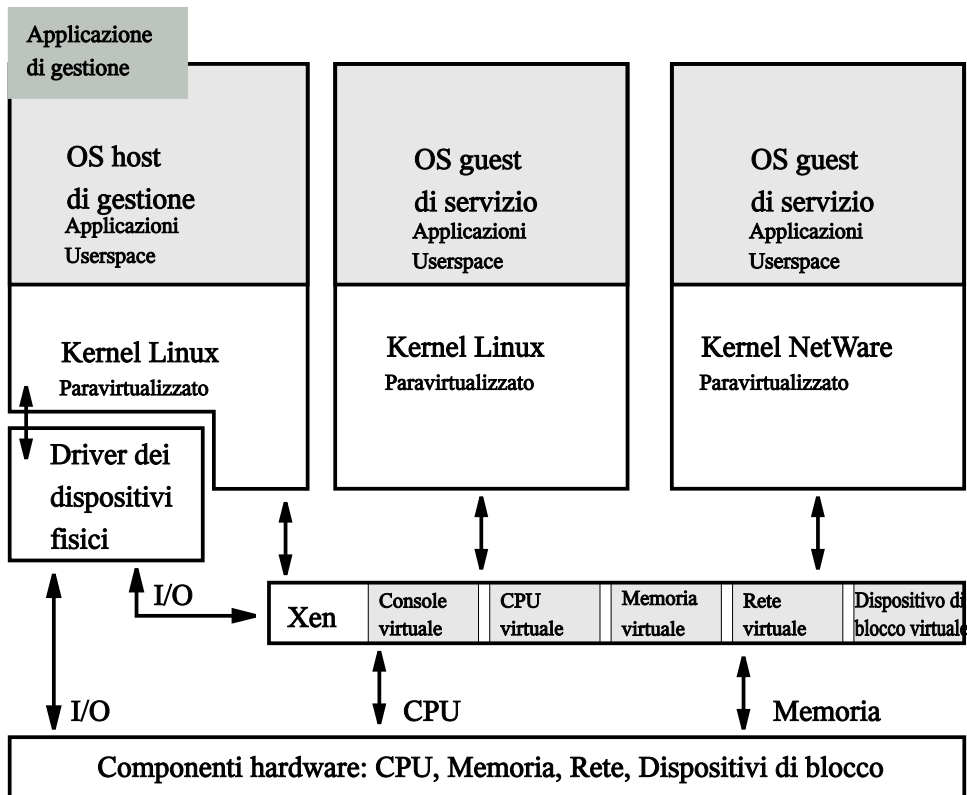 Applicazione
di gestione
OS host
di gestione
Applicazioni
Userspace
OS guest
di servizio
Applicazioni
Userspace
OS guest
di servizio
Applicazioni
Userspace
Kernel Linux
Paravirtualizzato
Kernel Linux
Paravirtualizzato
Kernel NetWare
Paravirtualizzato
Driver dei
dispositivi
fisici
I/O
Xen
Console
virtuale
CPU
virtuale
Memoria
virtuale
Rete
virtuale
Dispositivo di
blocco virtuale
I/O
CPU
Memoria
Componenti hardware: CPU, Memoria, Rete, Dispositivi di blocco